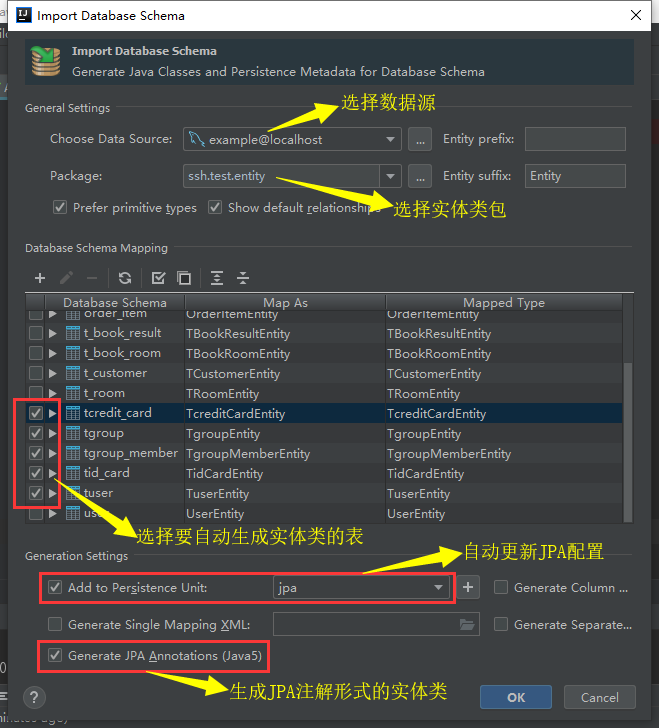 Import Database Schema
Import Database Schema
Generate Java Classes and Persistence Metadata for Database Schema
General Settings
选择数据源
Choose Data Source: example@localhost ... Entity prefix:
Package: ssh.test.entity ... Entity suffix: Entity
Prefer primitive types Show default relationships
选择实体类包
Database Schema Mapping
Database Schema Map As Mapped Type
order_item OrderItemEntity OrderItemEntity
t_book_result TBookResultEntity TBookResultEntity
t_book_room TBookRoomEntity TBookRoomEntity
t_customer TCustomerEntity TCustomerEntity
t_room TRoomEntity TRoomEntity
tcredit_card TcreditCardEntity TcreditCardEntity
tgroup TgroupEntity TgroupEntity
tgroup_member TgroupMemberEntity TgroupMemberEntity
tid_card TidCardEntity TidCardEntity
tuser TuserEntity TuserEntity
user UserEntity UserEntity
选择要自动生成实体类的表
Generation Settings
自动更新JPA配置
Add to Persistence Unit: jpa Generate Column ...
Generate Single Mapping XML: Generate Separate...
Generate JPA Annotations (Java5)
生成JPA注解形式的实体类
? OK Cancel